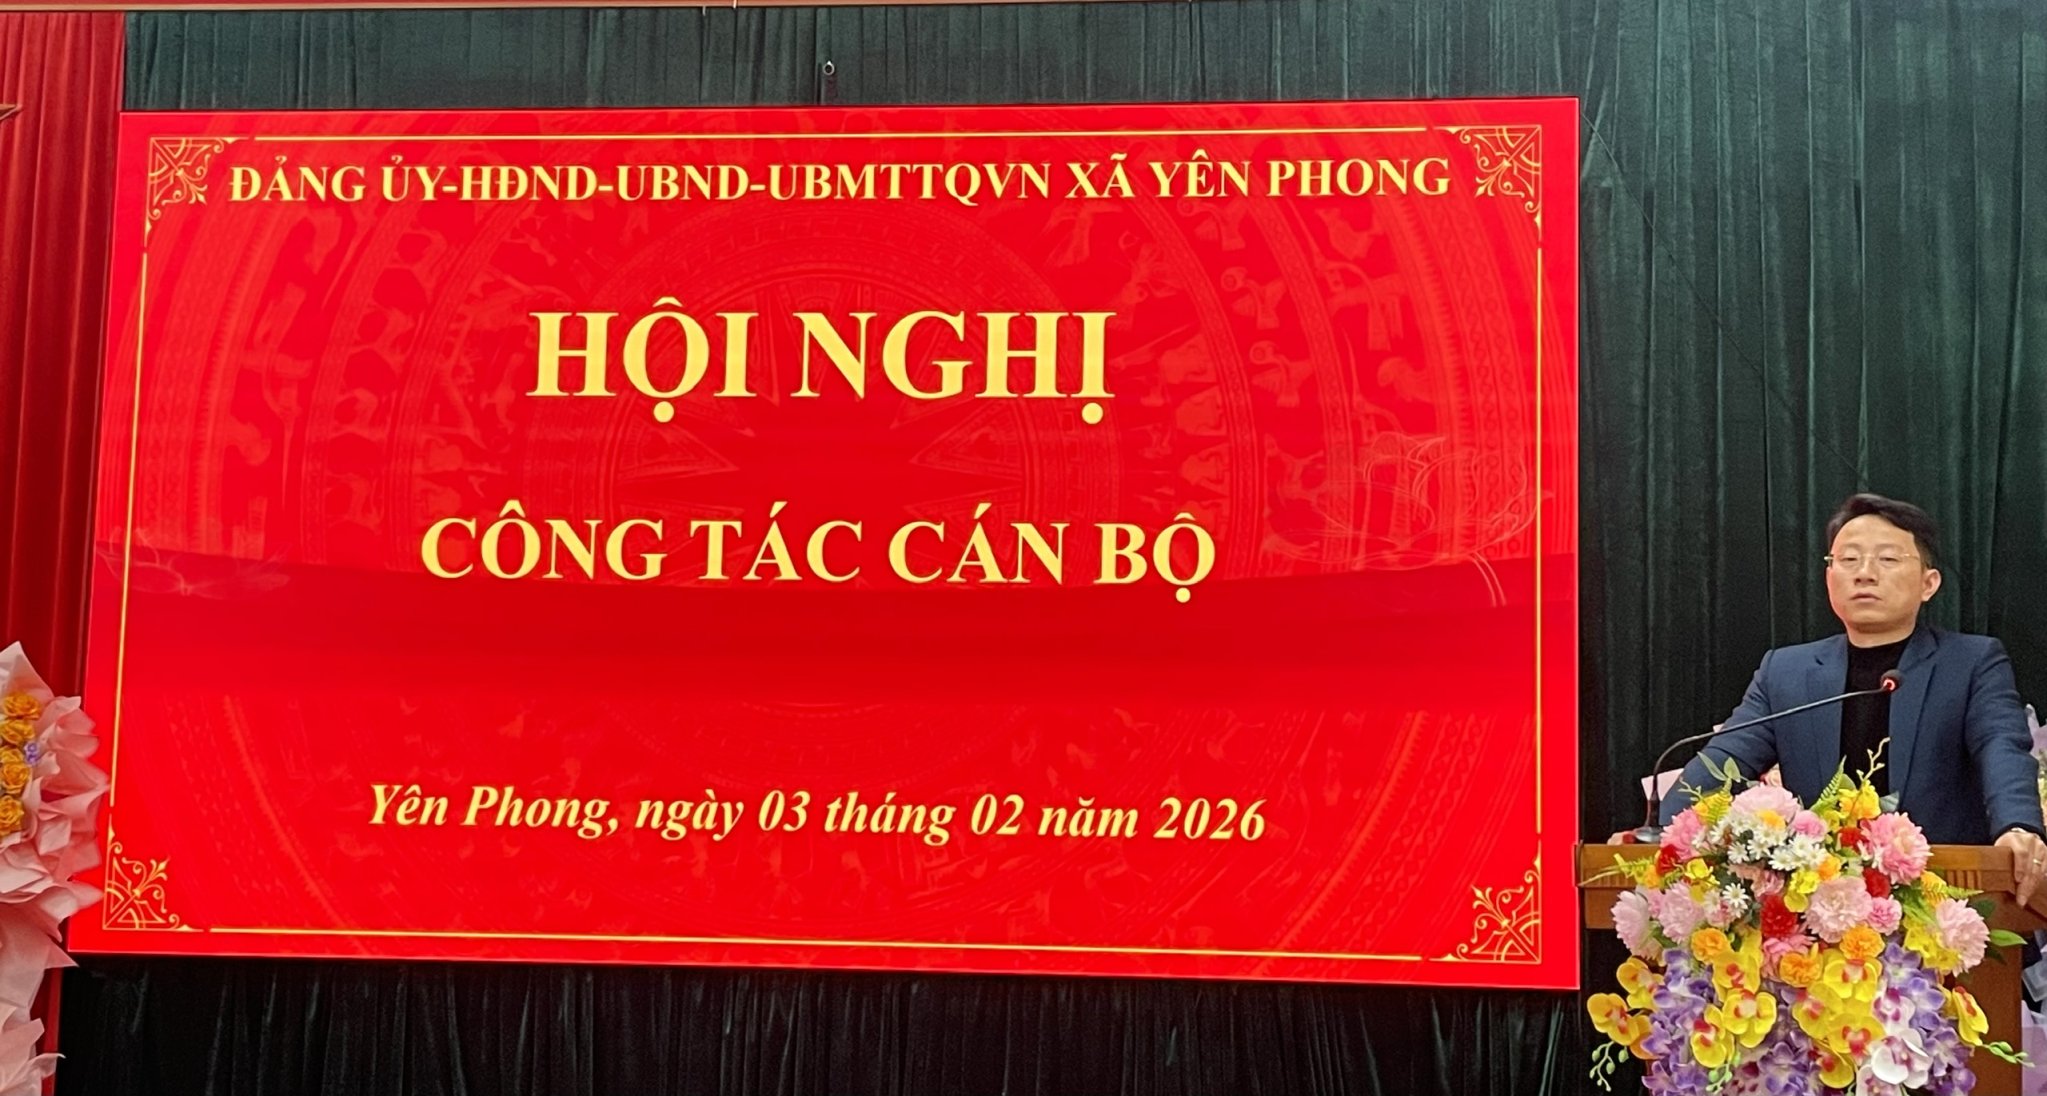 ĐẢNG ỦY-HĐND-UBND-UBMTTQVN XÃ YÊN PHONG
HỘI NGHỊ
CÔNG TÁC CÁN BỘ
Yên Phong, ngày 03 tháng 02 năm 2026